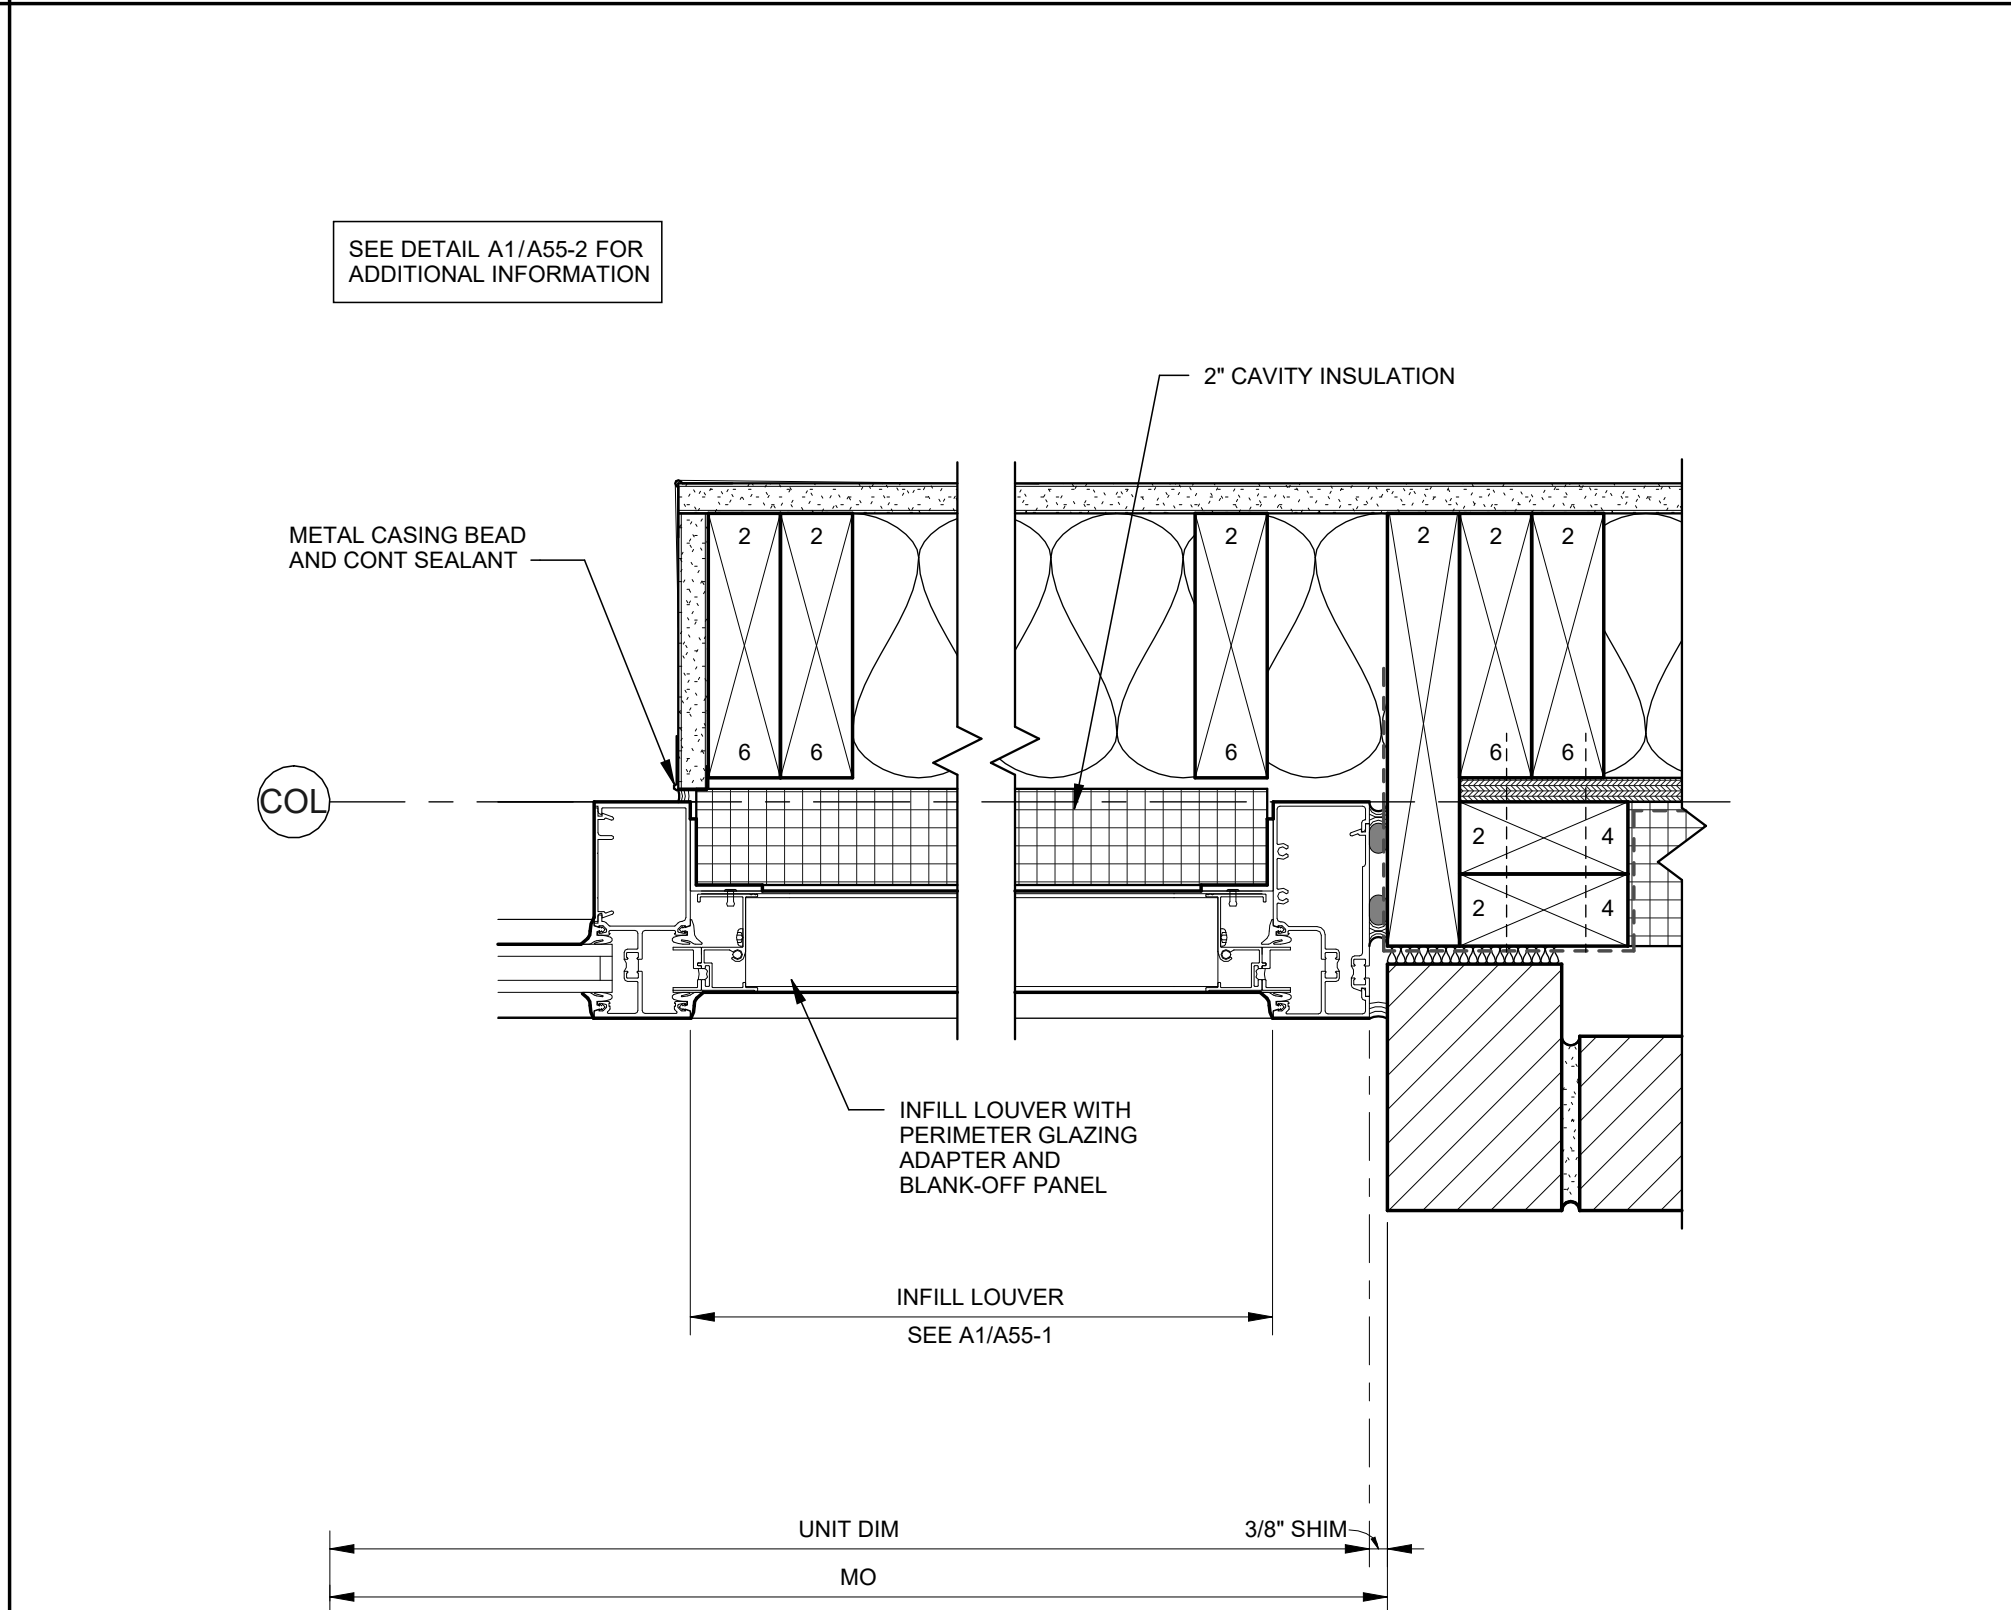 SEE DETAIL A1/A55-2 FOR
ADDITIONAL INFORMATION
2" CAVITY INSULATION
METAL CASING BEAD
AND CONT SEALANT
2 2 2 2 2 2
6 6 6 6 6
COL
2 4
2 4
INFILL LOUVER WITH
PERIMETER GLAZING
ADAPTER AND
BLANK-OFF PANEL
INFILL LOUVER
SEE A1/A55-1
UNIT DIM 3/8" SHIM
MO